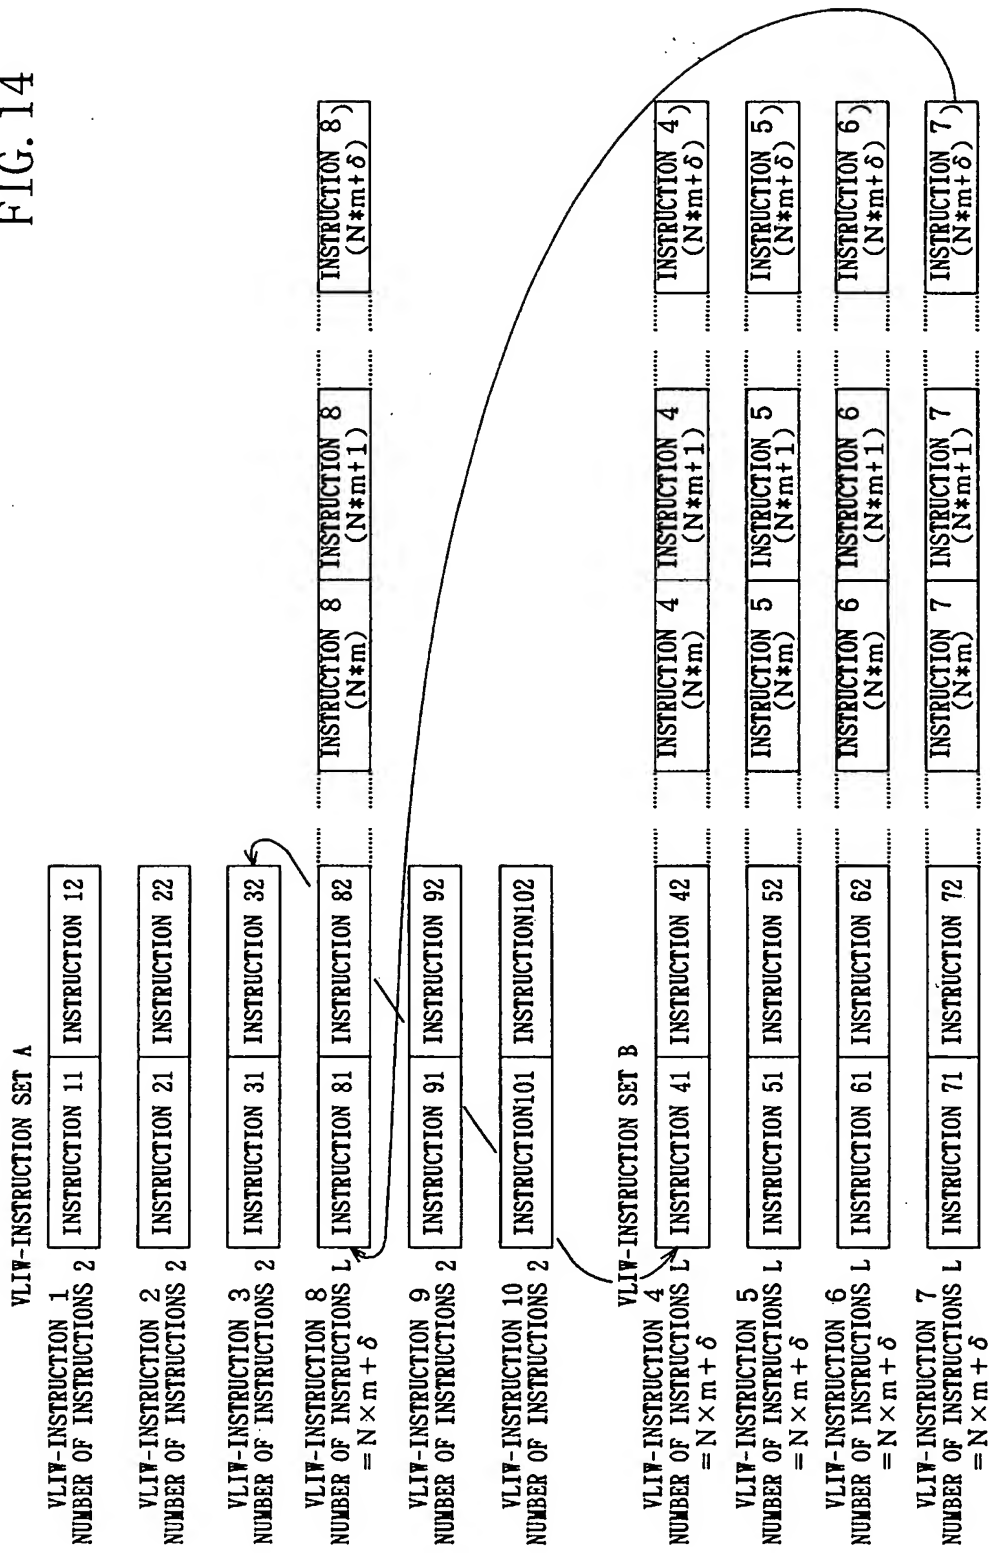 FIG. 14
VLIW-INSTRUCTION SET A
VLIW-INSTRUCTION 1
NUMBER OF INSTRUCTIONS 2
INSTRUCTION 11
INSTRUCTION 12
VLIW-INSTRUCTION 2
NUMBER OF INSTRUCTIONS 2
INSTRUCTION 21
INSTRUCTION 22
VLIW-INSTRUCTION 3
NUMBER OF INSTRUCTIONS 2
INSTRUCTION 31
INSTRUCTION 32
VLIW-INSTRUCTION 8
NUMBER OF INSTRUCTIONS L
=N×m+δ
INSTRUCTION 81
INSTRUCTION 82
INSTRUCTION 8
(N*m)
INSTRUCTION 8
(N*m+1)
INSTRUCTION 8
(N*m+δ)
VLIW-INSTRUCTION 9
NUMBER OF INSTRUCTIONS 2
INSTRUCTION 91
INSTRUCTION 92
VLIW-INSTRUCTION 10
NUMBER OF INSTRUCTIONS 2
INSTRUCTION101
INSTRUCTION102
VLIW-INSTRUCTION SET B
VLIW-INSTRUCTION 4
NUMBER OF INSTRUCTIONS L
=N×m+δ
INSTRUCTION 41
INSTRUCTION 42
INSTRUCTION 4
(N*m)
INSTRUCTION 4
(N*m+1)
INSTRUCTION 4
(N*m+δ)
VLIW-INSTRUCTION 5
NUMBER OF INSTRUCTIONS L
=N×m+δ
INSTRUCTION 51
INSTRUCTION 52
INSTRUCTION 5
(N*m)
INSTRUCTION 5
(N*m+1)
INSTRUCTION 5
(N*m+δ)
VLIW-INSTRUCTION 6
NUMBER OF INSTRUCTIONS L
=N×m+δ
INSTRUCTION 61
INSTRUCTION 62
INSTRUCTION 6
(N*m)
INSTRUCTION 6
(N*m+1)
INSTRUCTION 6
(N*m+δ)
VLIW-INSTRUCTION 7
NUMBER OF INSTRUCTIONS L
=N×m+δ
INSTRUCTION 71
INSTRUCTION 72
INSTRUCTION 7
(N*m)
INSTRUCTION 7
(N*m+1)
INSTRUCTION 7
(N*m+δ)